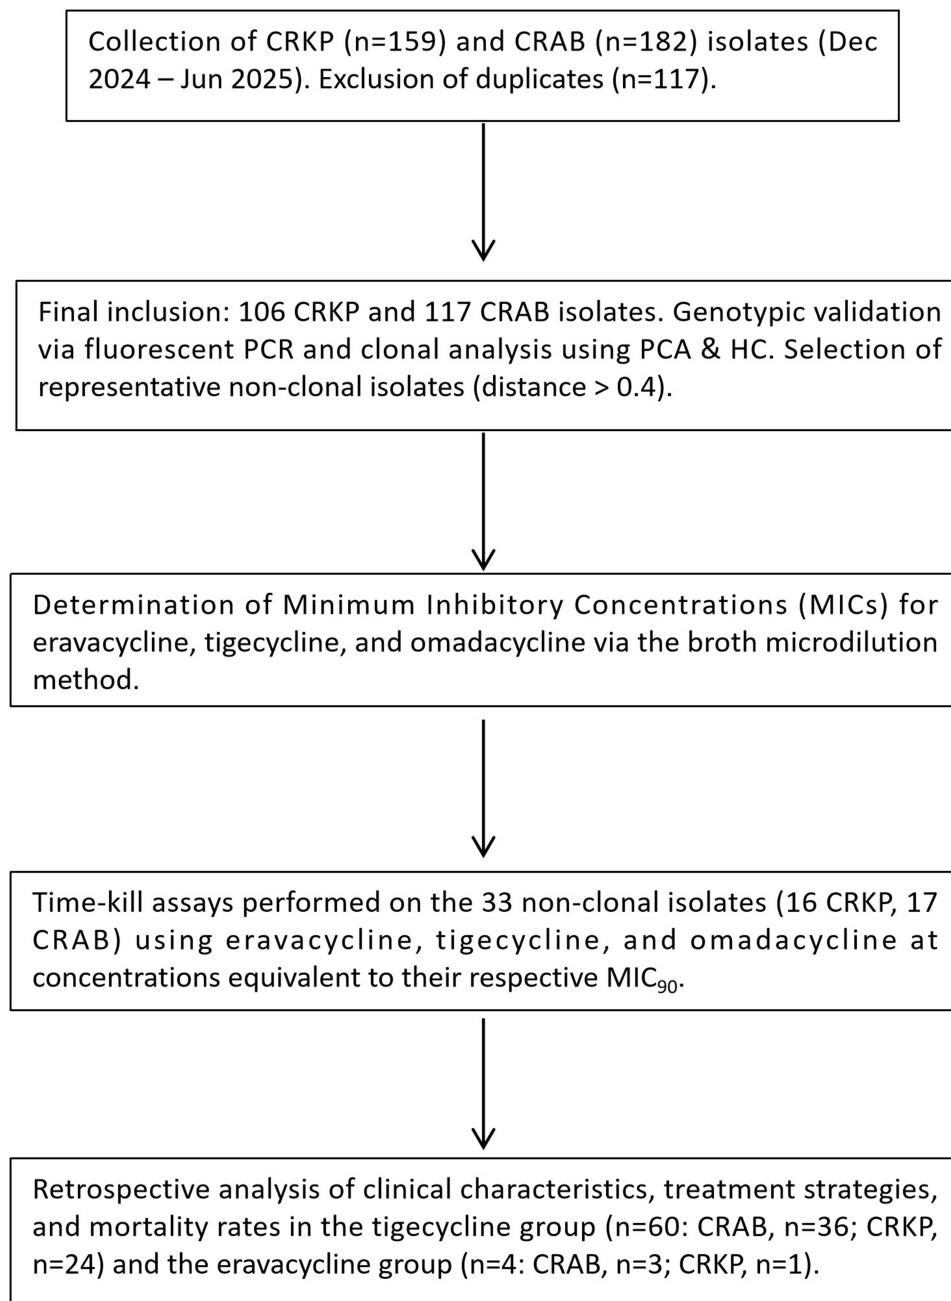 Collection of CRKP (n=159) and CRAB (n=182) isolates (Dec
2024 – Jun 2025). Exclusion of duplicates (n=117).
Final inclusion: 106 CRKP and 117 CRAB isolates. Genotypic validation
via fluorescent PCR and clonal analysis using PCA & HC. Selection of
representative non-clonal isolates (distance > 0.4).
Determination of Minimum Inhibitory Concentrations (MICs) for
eravacycline, tigecycline, and omadacycline via the broth microdilution
method.
Time-kill assays performed on the 33 non-clonal isolates (16 CRKP, 17
CRAB) using eravacycline, tigecycline, and omadacycline at
concentrations equivalent to their respective MIC₉₀.
Retrospective analysis of clinical characteristics, treatment strategies,
and mortality rates in the tigecycline group (n=60: CRAB, n=36; CRKP,
n=24) and the eravacycline group (n=4: CRAB, n=3; CRKP, n=1).